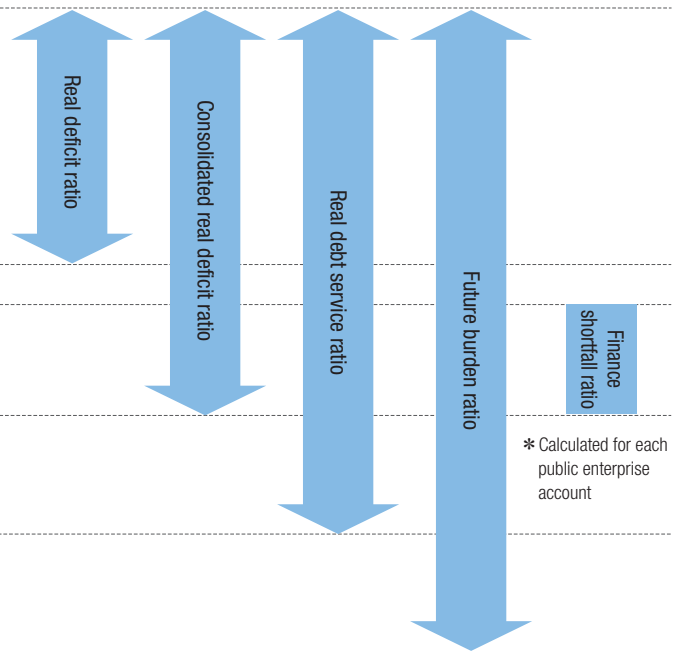 Real deficit ratio
Consolidated real deficit ratio
Real debt service ratio
Future burden ratio
Finance
shortfall ratio
✻ Calculated for each
public enterprise
account